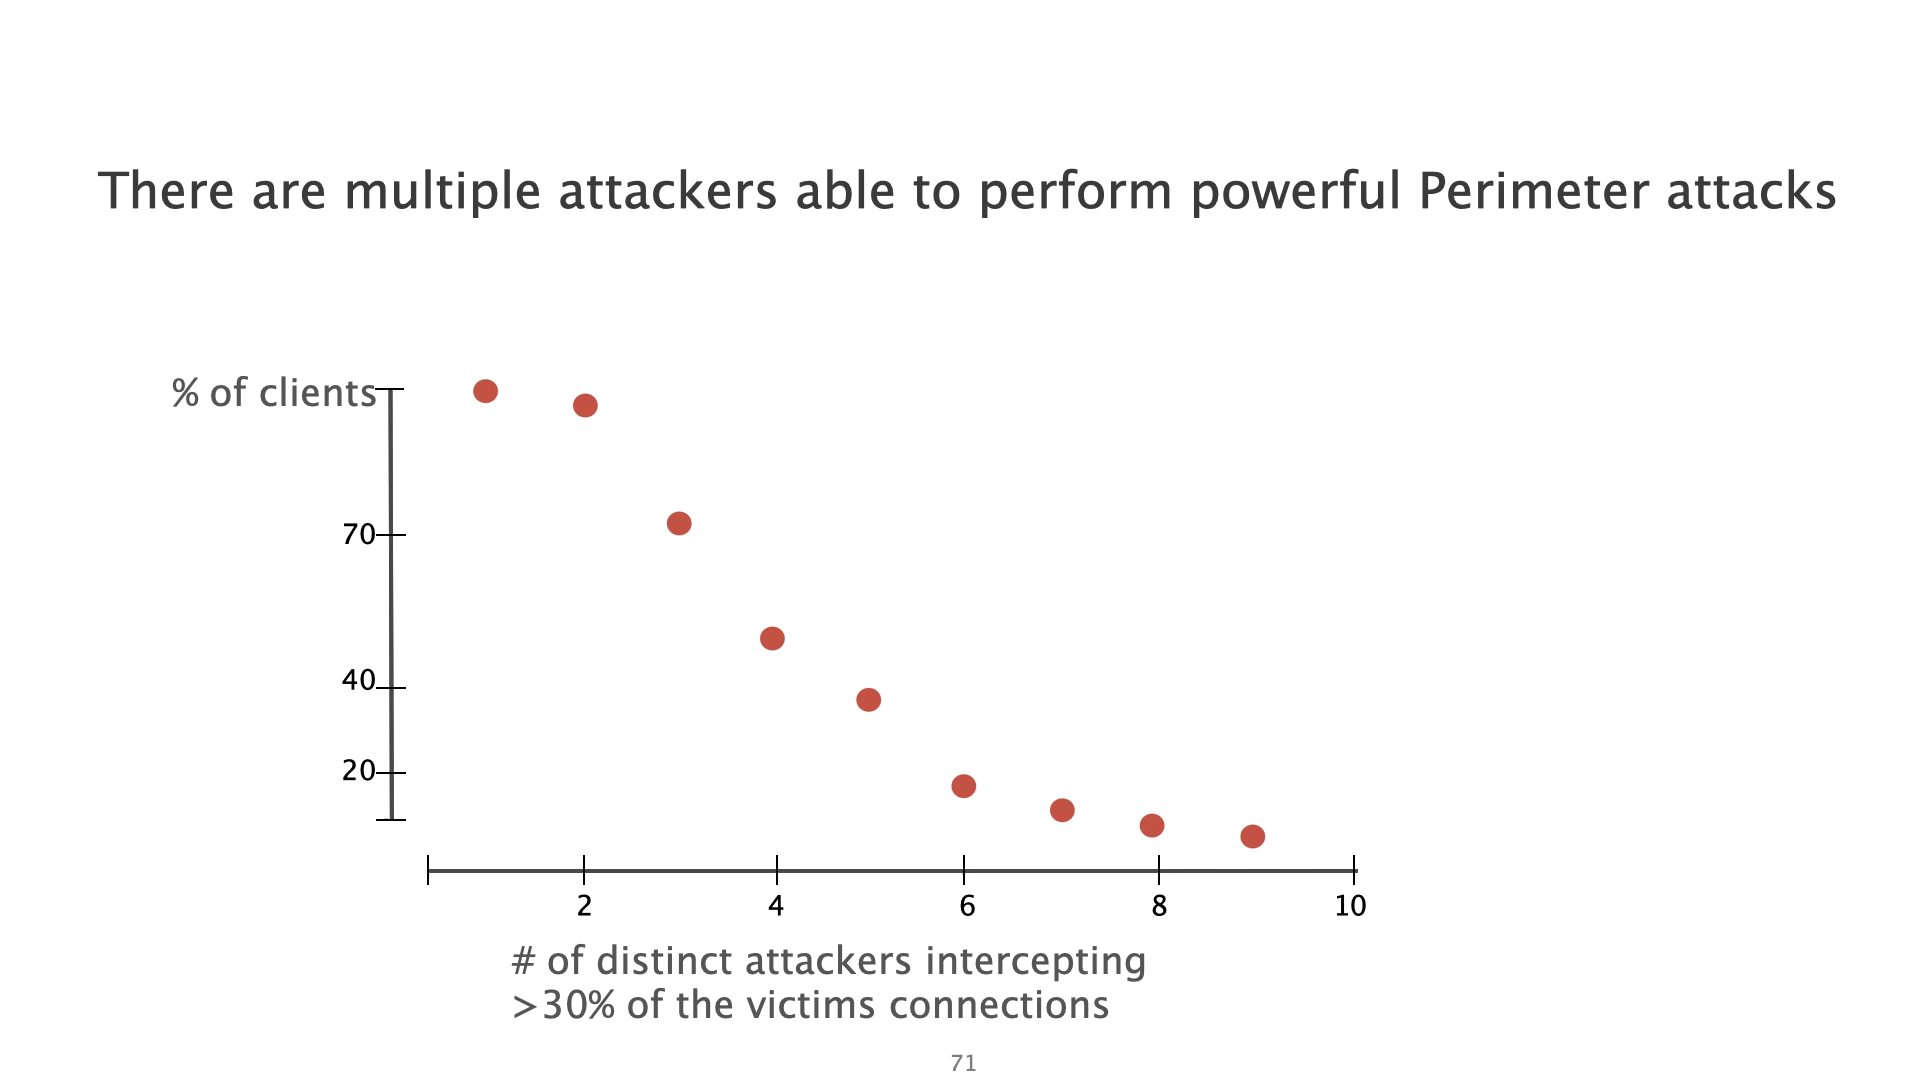 There are multiple attackers able to perform powerful Perimeter attacks
% of clients
70
40
20
2 4 6 8 10
# of distinct attackers intercepting
>30% of the victims connections
71